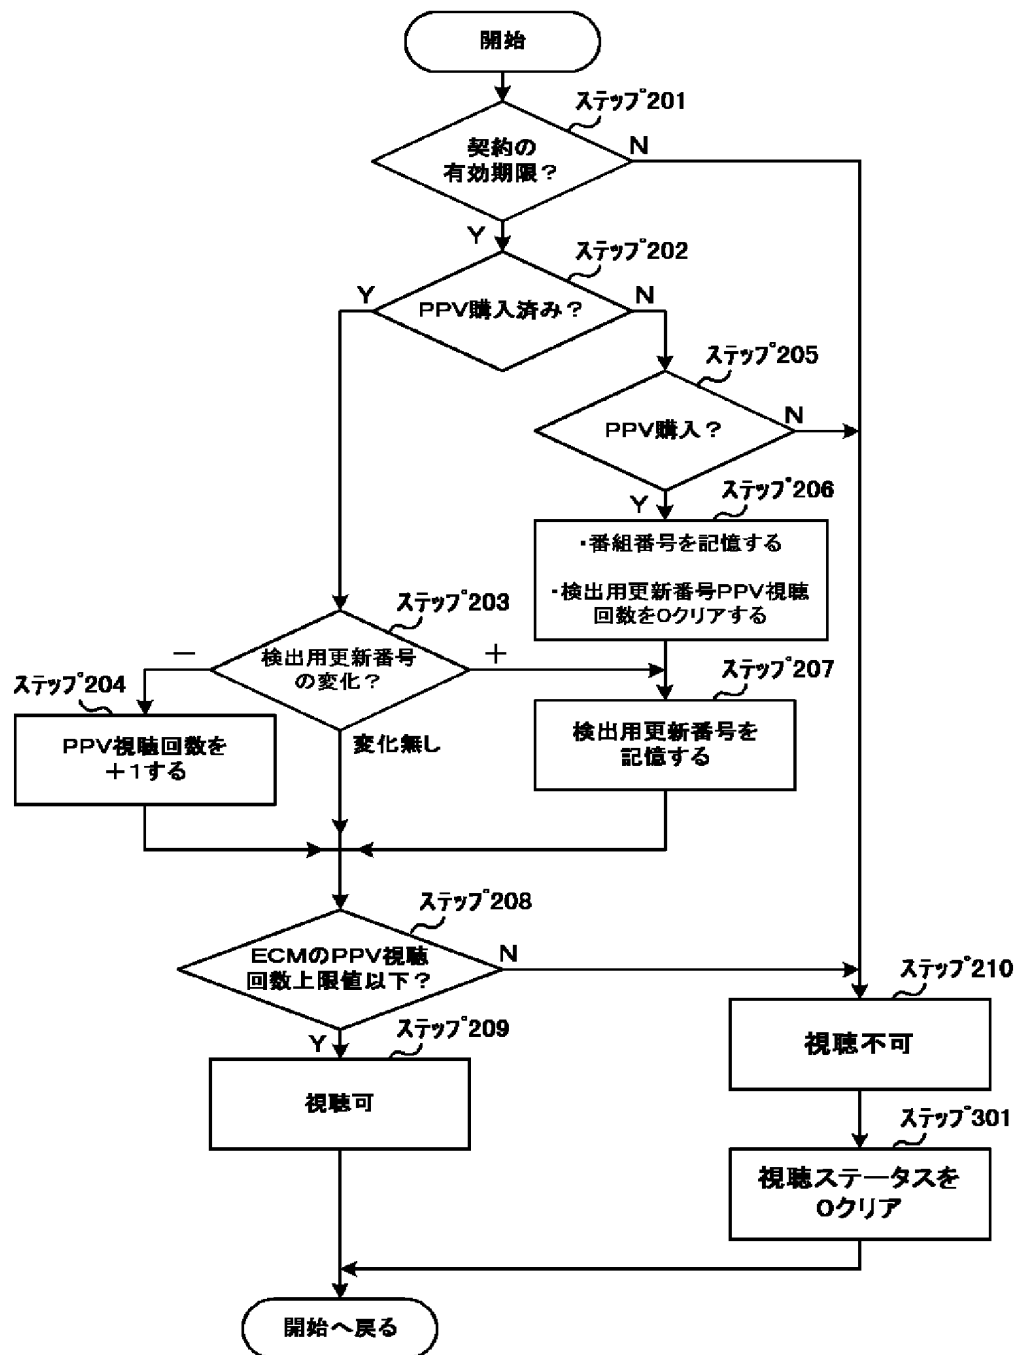 開始
ステップ201
契約の
有効期限？
N
Y
ステップ202
Y
PPV購入済み？
N
ステップ205
PPV購入？
N
Y
ステップ206
・番組番号を記憶する
・検出用更新番号PPV視聴
回数を0クリアする
ステップ203
検出用更新番号
の変化？
－
＋
ステップ204
PPV視聴回数を
＋1する
変化無し
ステップ207
検出用更新番号を
記憶する
ステップ208
ECMのPPV視聴
回数上限値以下？
N
Y
ステップ209
視聴可
ステップ210
視聴不可
ステップ301
視聴ステータスを
0クリア
開始へ戻る